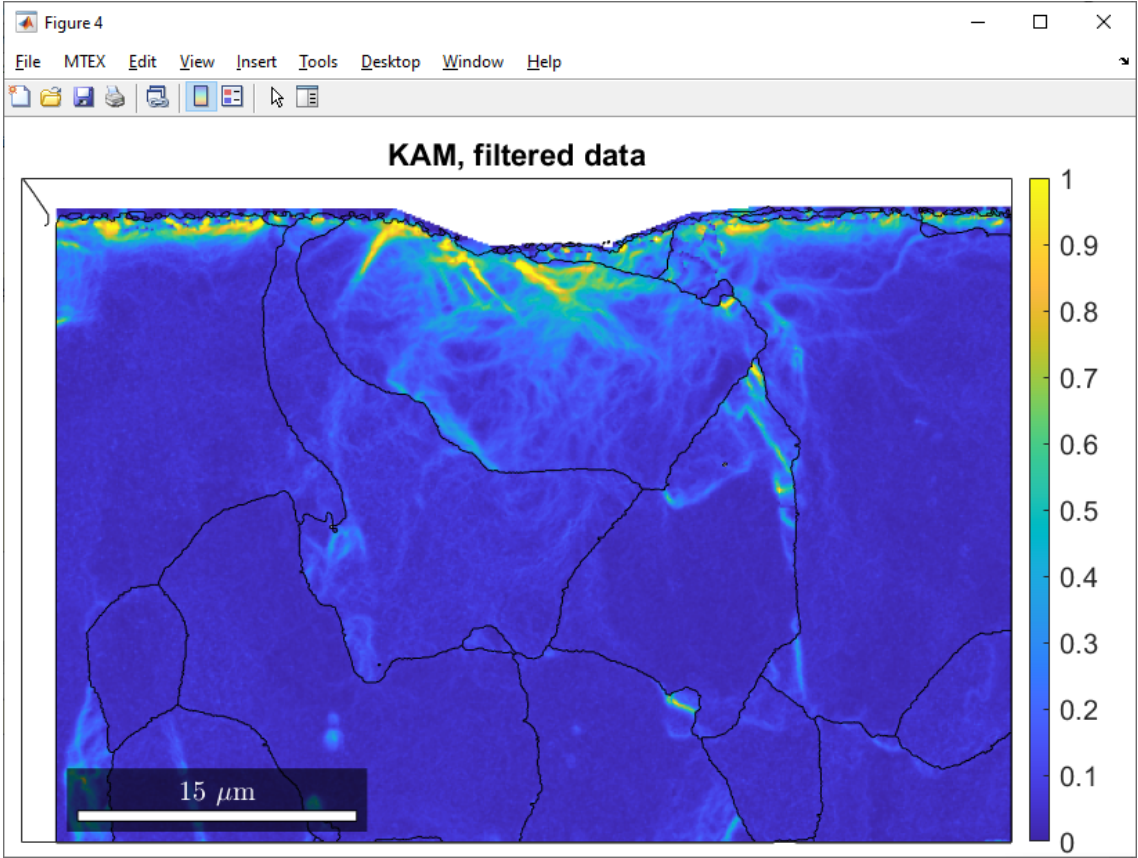 Figure 4
File MTEX Edit View Insert Tools Desktop Window Help
KAM, filtered data
1
0.9
0.8
0.7
0.6
0.5
0.4
0.3
0.2
0.1
0
15 μm